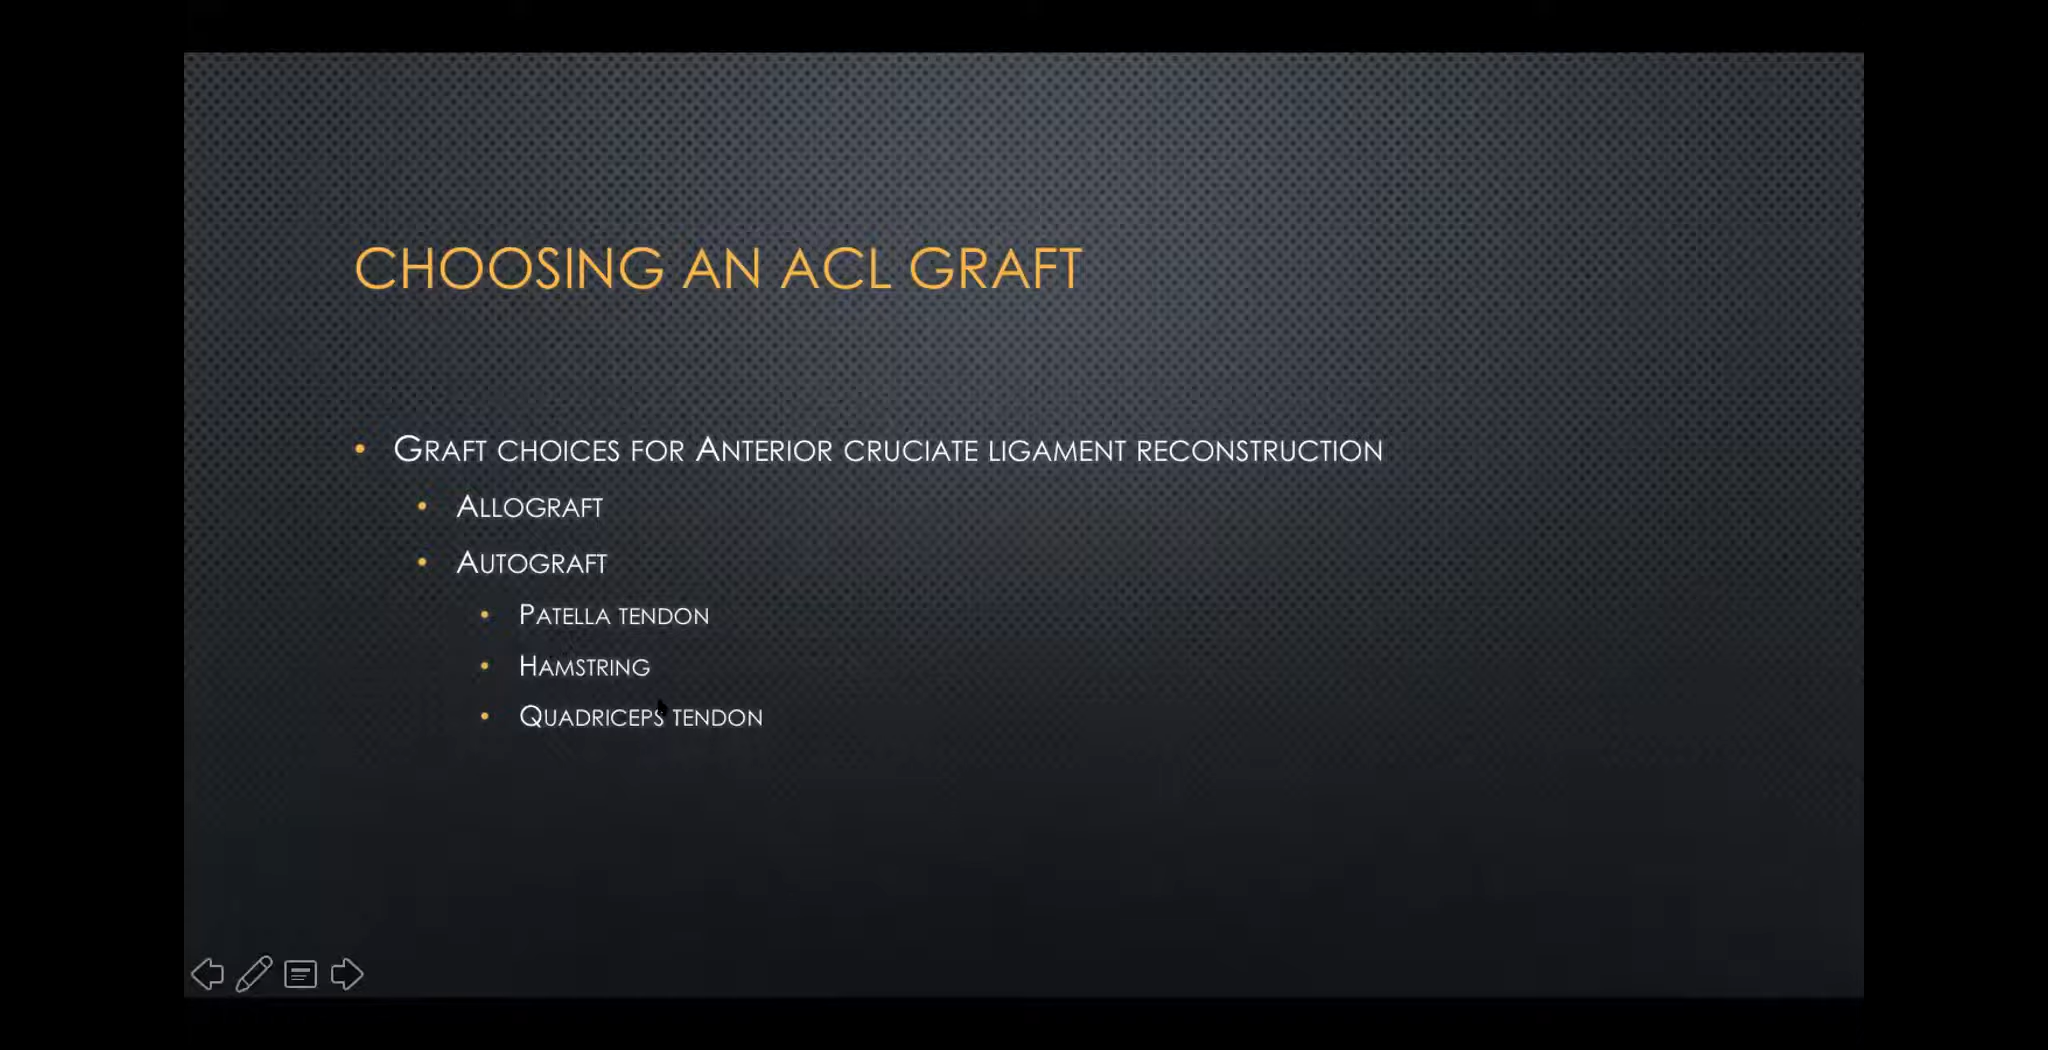 CHOOSING AN ACL GRAFT
• GRAFT CHOICES FOR ANTERIOR CRUCIATE LIGAMENT RECONSTRUCTION
• ALLOGRAFT
• AUTOGRAFT
• PATELLA TENDON
• HAMSTRING
• QUADRICEPS TENDON